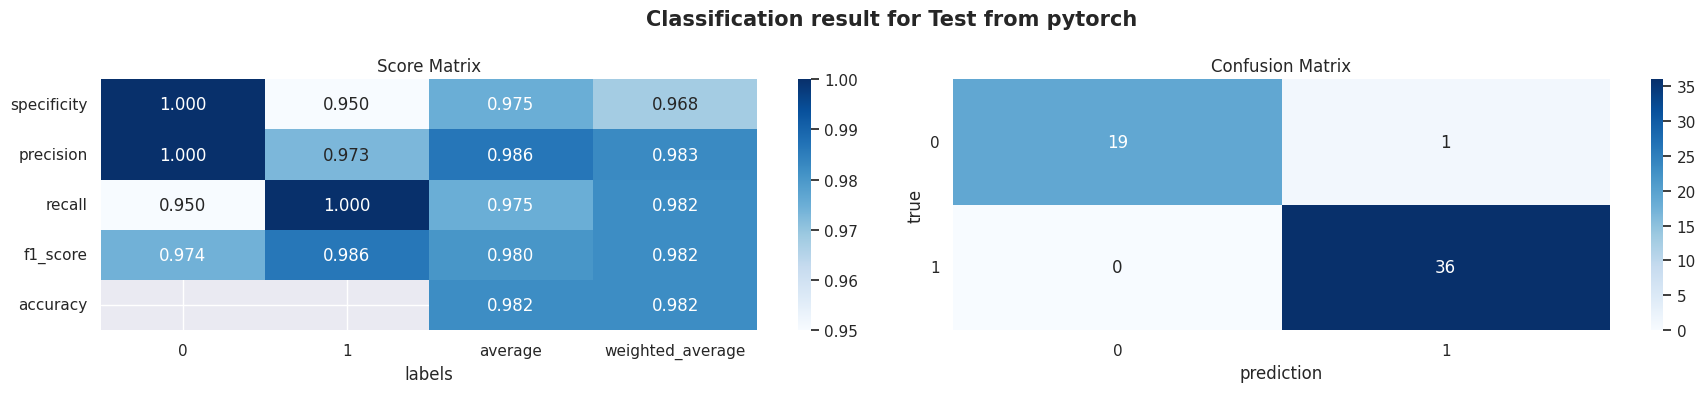 Classification result for Test from pytorch
Score Matrix
specificity 1.000 0.950 0.975 0.968
precision 1.000 0.973 0.986 0.983
recall 0.950 1.000 0.975 0.982
f1_score 0.974 0.986 0.980 0.982
accuracy 0.982 0.982
0 1 average weighted_average
labels
1.00
0.99
0.98
0.97
0.96
0.95
Confusion Matrix
true
0 19 1
1 0 36
0 1
prediction
35
30
25
20
15
10
5
0